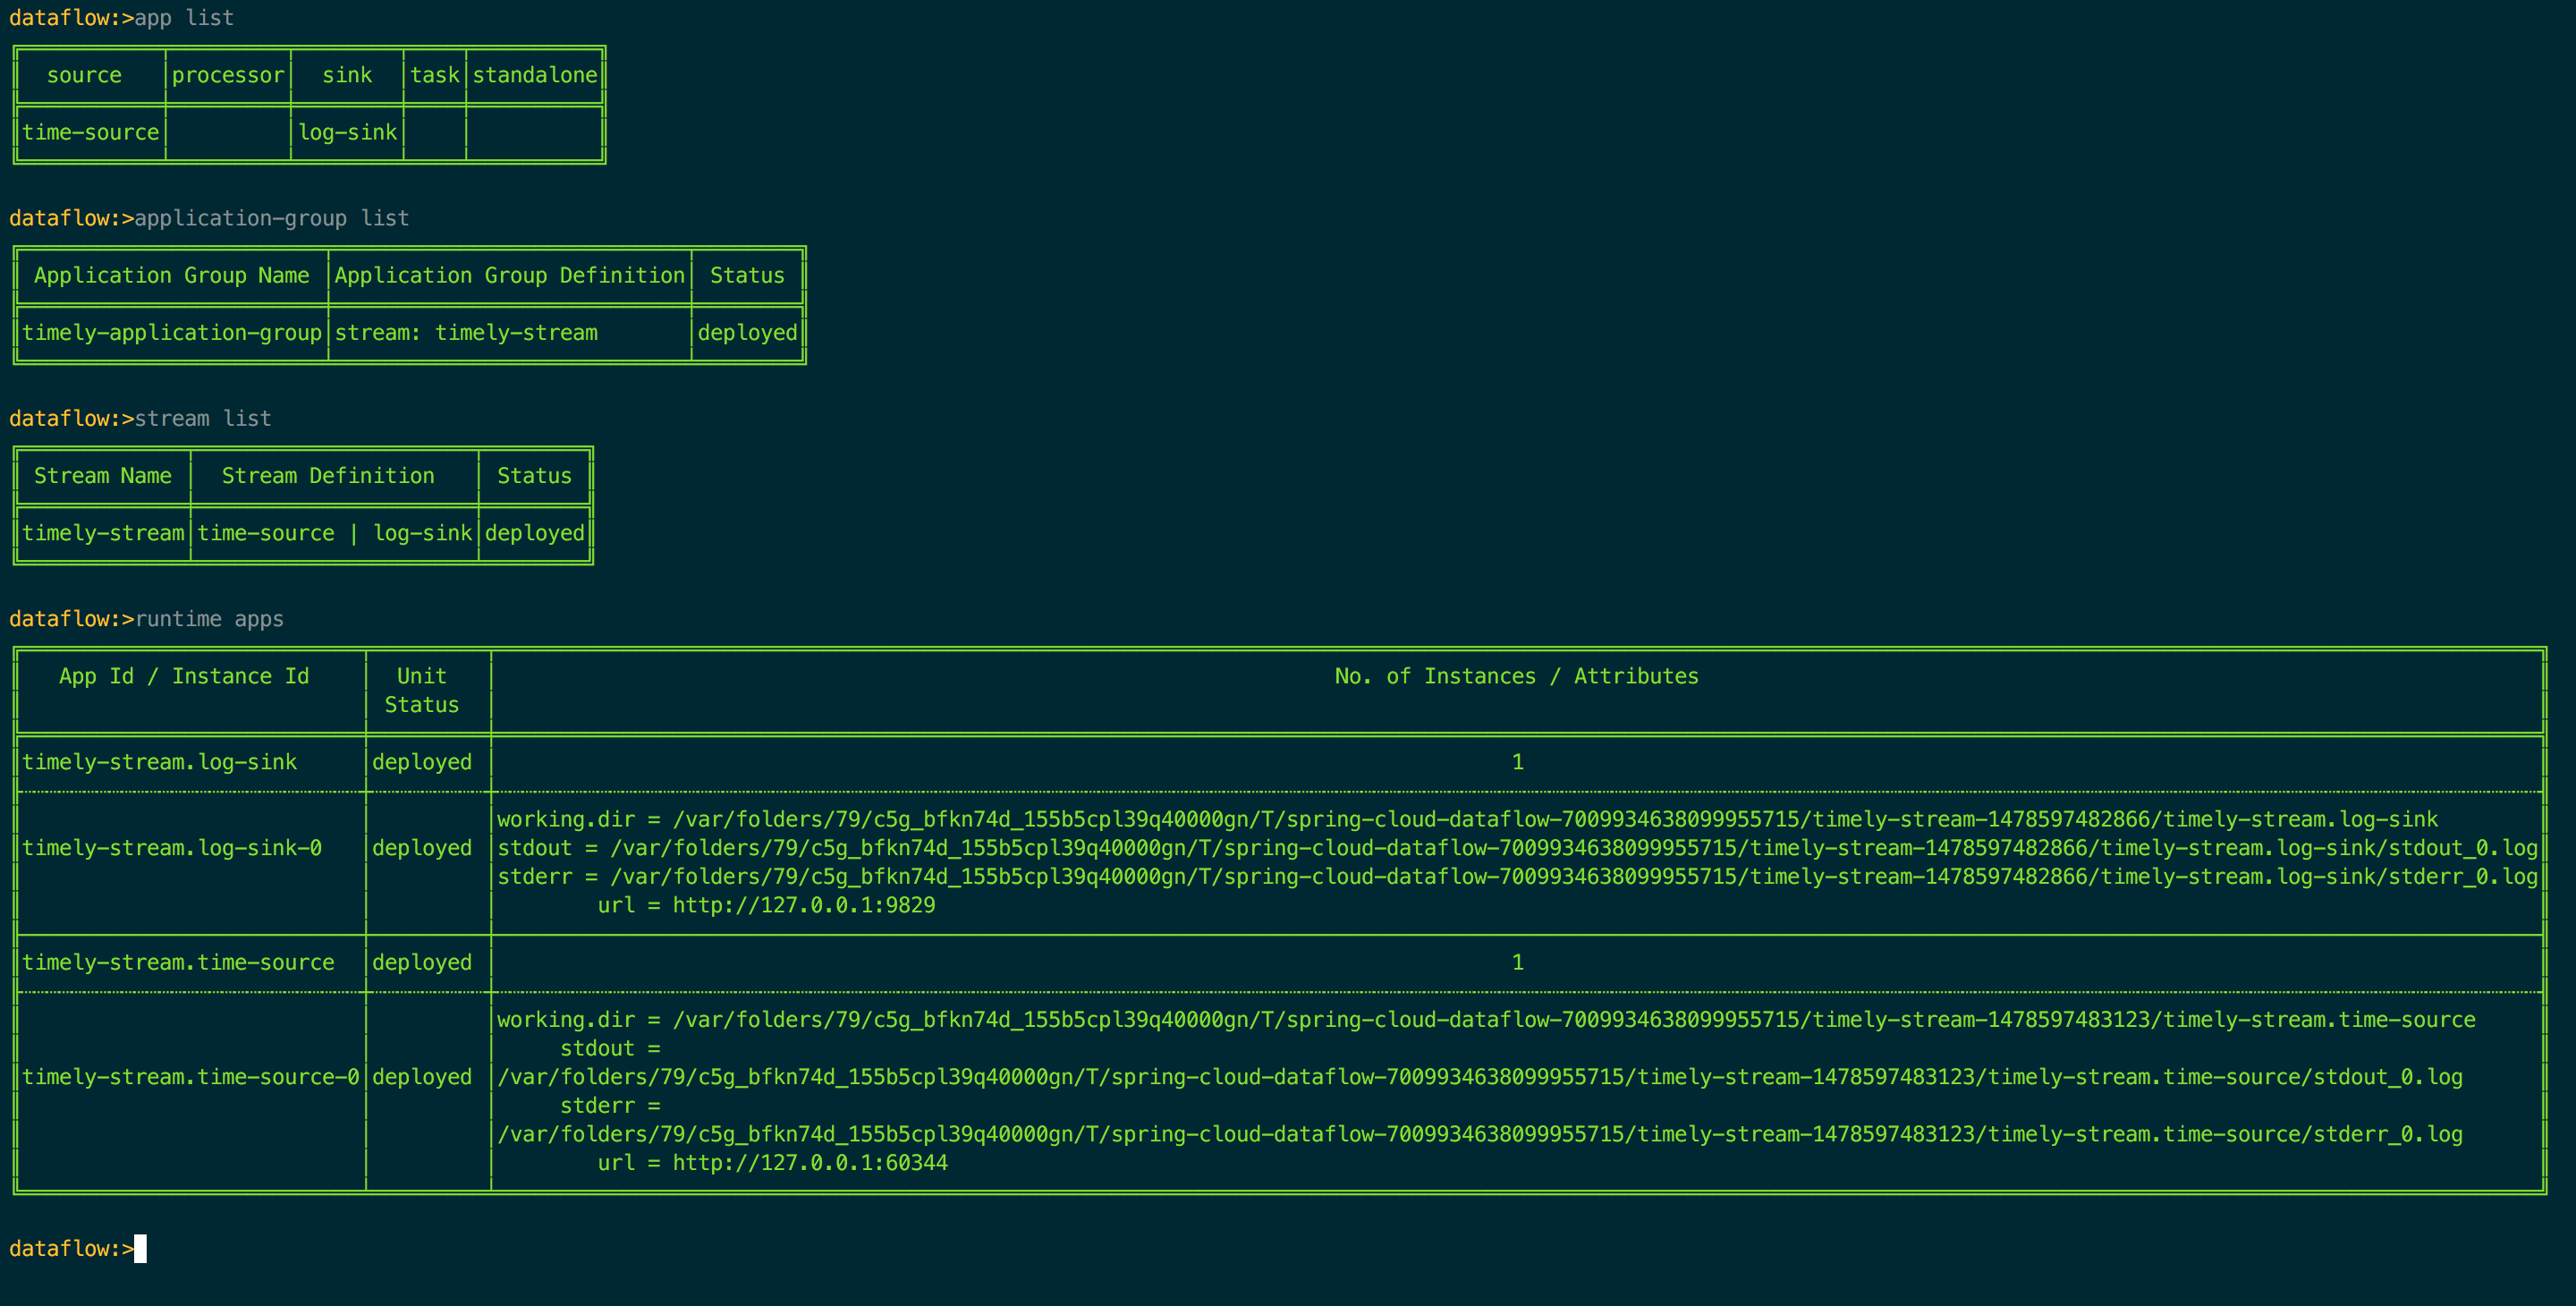 dataflow:>app list
source processor sink task standalone
time-source log-sink
dataflow:>application-group list
Application Group Name Application Group Definition Status
timely-application-group stream: timely-stream deployed
dataflow:>stream list
Stream Name Stream Definition Status
timely-stream time-source | log-sink deployed
dataflow:>runtime apps
App Id / Instance Id Unit No. of Instances / Attributes
Status
timely-stream.log-sink deployed 1
working.dir = /var/folders/79/c5g_bfkn74d_155b5cpl39q40000gn/T/spring-cloud-dataflow-7009934638099955715/timely-stream-1478597482866/timely-stream.log-sink
timely-stream.log-sink-0 deployed stdout = /var/folders/79/c5g_bfkn74d_155b5cpl39q40000gn/T/spring-cloud-dataflow-7009934638099955715/timely-stream-1478597482866/timely-stream.log-sink/stdout_0.log
stderr = /var/folders/79/c5g_bfkn74d_155b5cpl39q40000gn/T/spring-cloud-dataflow-7009934638099955715/timely-stream-1478597482866/timely-stream.log-sink/stderr_0.log
url = http://127.0.0.1:9829
timely-stream.time-source deployed 1
working.dir = /var/folders/79/c5g_bfkn74d_155b5cpl39q40000gn/T/spring-cloud-dataflow-7009934638099955715/timely-stream-1478597483123/timely-stream.time-source
stdout =
timely-stream.time-source-0 deployed /var/folders/79/c5g_bfkn74d_155b5cpl39q40000gn/T/spring-cloud-dataflow-7009934638099955715/timely-stream-1478597483123/timely-stream.time-source/stdout_0.log
stderr =
/var/folders/79/c5g_bfkn74d_155b5cpl39q40000gn/T/spring-cloud-dataflow-7009934638099955715/timely-stream-1478597483123/timely-stream.time-source/stderr_0.log
url = http://127.0.0.1:60344
dataflow:>